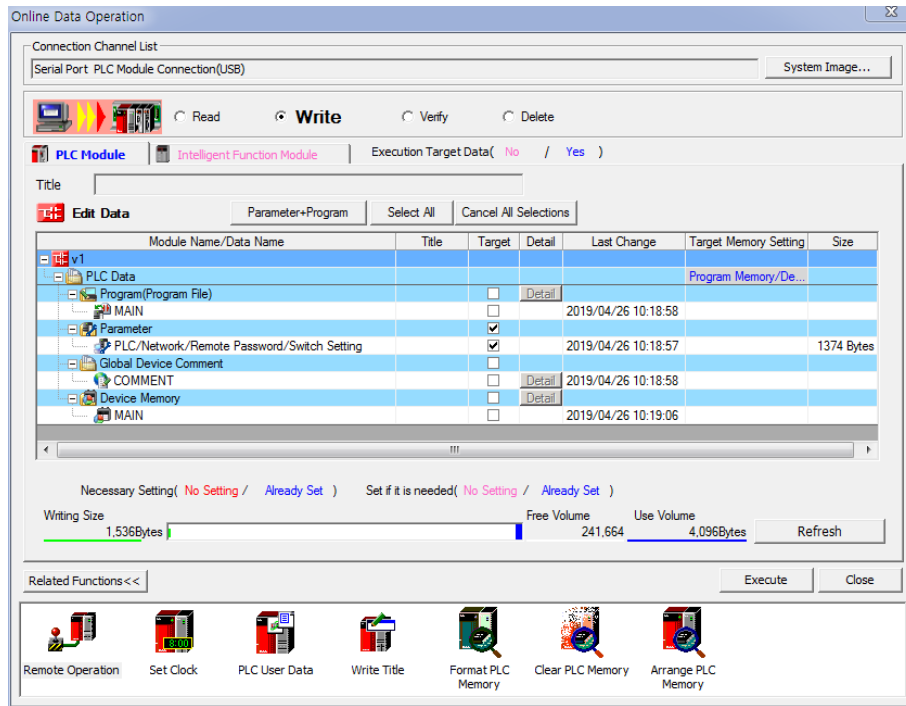 Online Data Operation
Connection Channel List
Serial Port PLC Module Connection(USB)
System Image...
Read
Write
Verify
Delete
PLC Module
Intelligent Function Module
Execution Target Data( No / Yes )
Title
Edit Data
Parameter+Program
Select All
Cancel All Selections
Module Name/Data Name Title Target Detail Last Change Target Memory Setting Size
v1
PLC Data Program Memory/De...
Program(Program File) Detail
MAIN 2019/04/26 10:18:58
Parameter
PLC/Network/Remote Password/Switch Setting 2019/04/26 10:18:57 1374 Bytes
Global Device Comment
COMMENT Detail 2019/04/26 10:18:58
Device Memory Detail
MAIN 2019/04/26 10:19:06
Necessary Setting( No Setting / Already Set ) Set if it is needed( No Setting / Already Set )
Writing Size Free Volume Use Volume
1,536Bytes 241,664 4,096Bytes Refresh
Related Functions<<
Execute
Close
8:00
Remote Operation
Set Clock
PLC User Data
Write Title
Format PLC
Memory
Clear PLC Memory
Arrange PLC
Memory